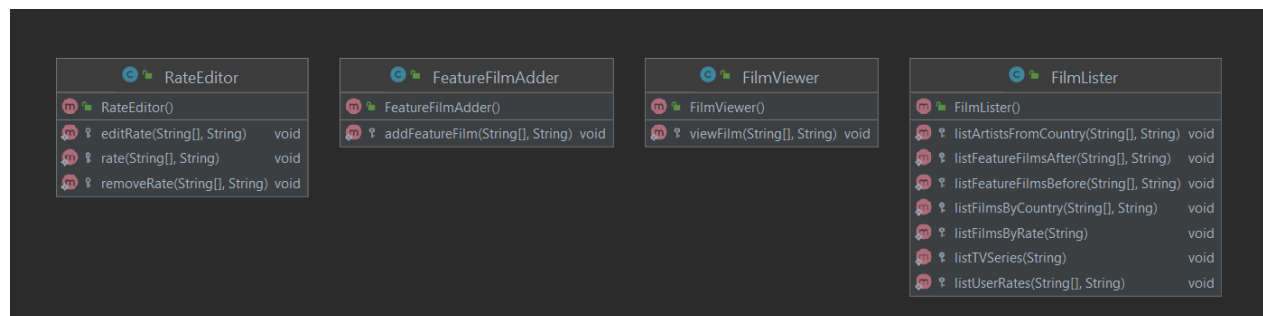 RateEditor
RateEditor()
editRate(String[], String) void
rate(String[], String) void
removeRate(String[], String) void
FeatureFilmAdder
FeatureFilmAdder()
addFeatureFilm(String[], String) void
FilmViewer
FilmViewer()
viewFilm(String[], String) void
FilmLister
FilmLister()
listArtistsFromCountry(String[], String) void
listFeatureFilmsAfter(String[], String) void
listFeatureFilmsBefore(String[], String) void
listFilmsByCountry(String[], String) void
listFilmsByRate(String) void
listTVSeries(String) void
listUserRates(String[], String) void